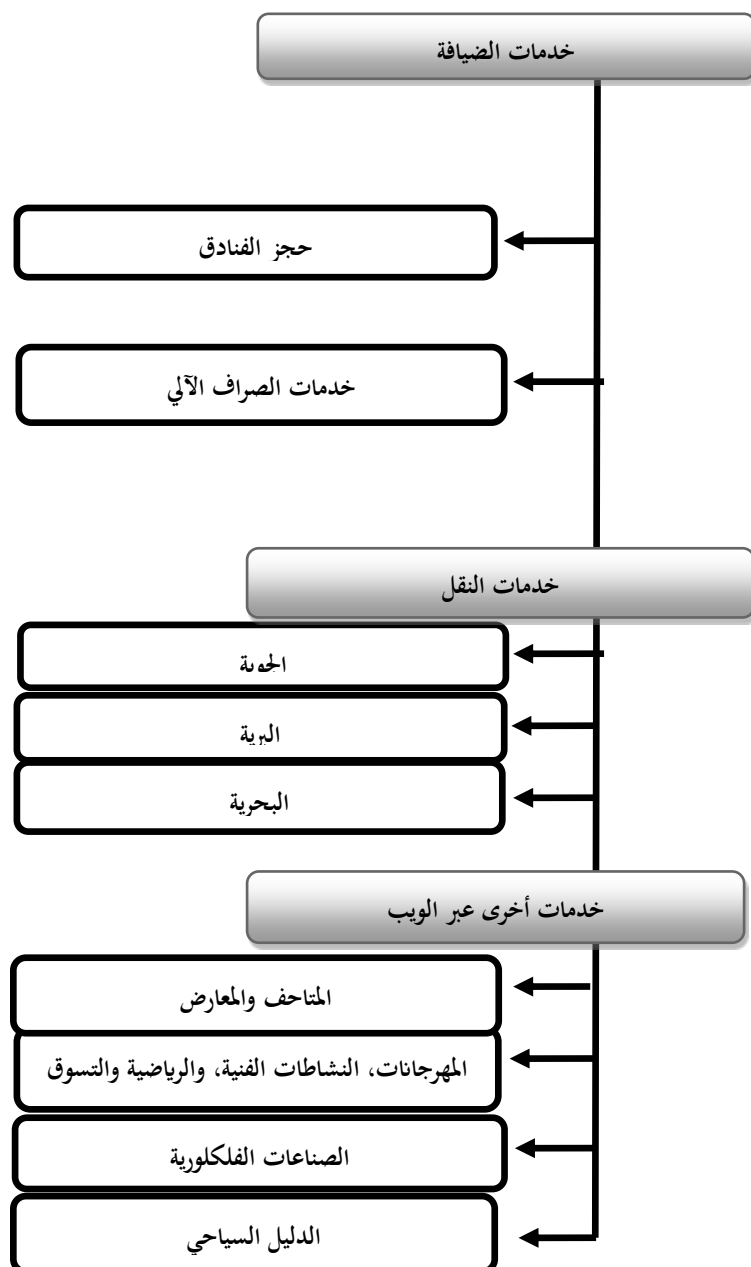 خدمات الضيافة
حجز الفنادق
خدمات الصراف الآلي
خدمات النقل
الجوية
البرية
البحرية
خدمات أخرى عبر الويب
المتاحف والمعارض
المهرجانات، النشاطات الفنية، والرياضية والتسوق
الصناعات الفلكلورية
الدليل السياحي